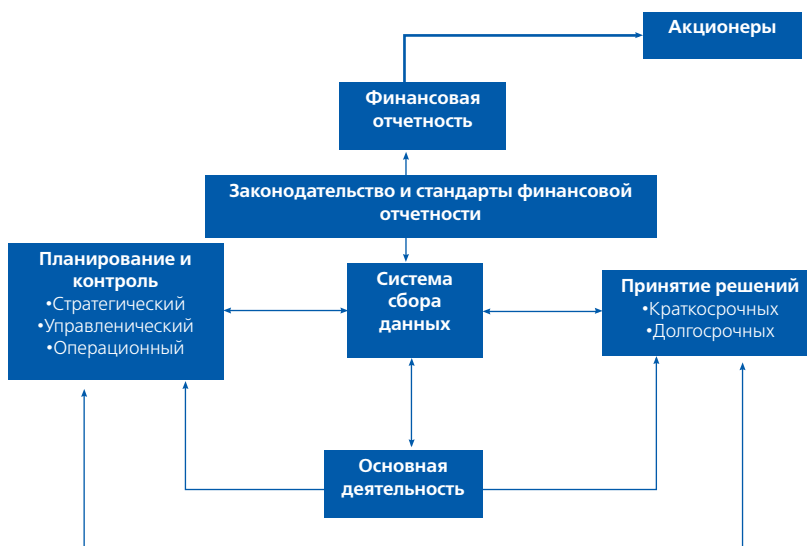 Акционеры
Финансовая
отчетность
Законодательство и стандарты финансовой
отчетности
Планирование и
контроль
•Стратегический
•Управленический
•Операционный
Система
сбора
данных
Принятие решений
•Краткосрочных
•Долгосрочных
Основная
деятельность